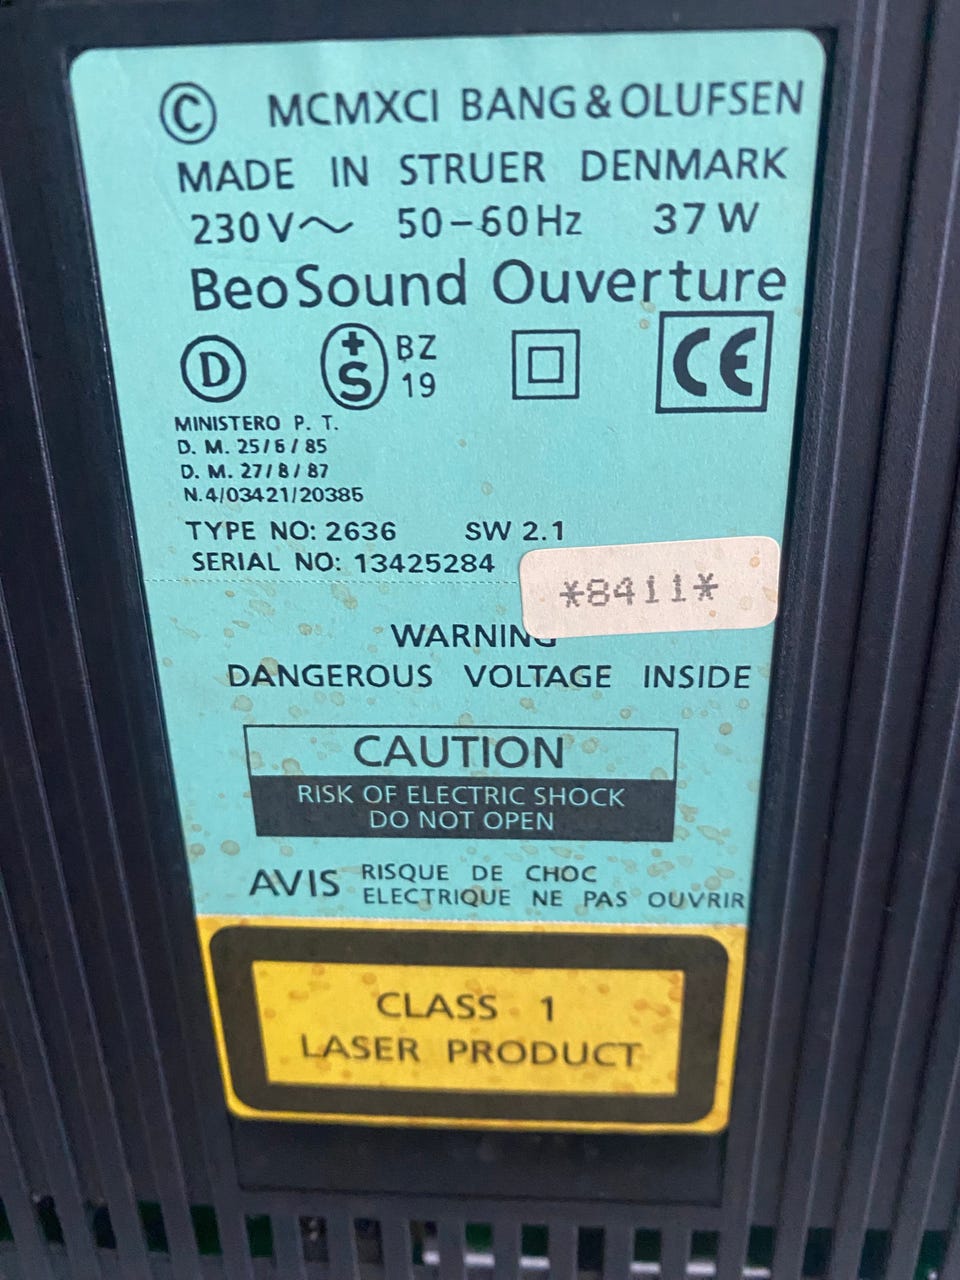 © MCMXCI BANG & OLUFSEN
MADE IN STRUER DENMARK
230V~ 50-60Hz 37W
BeoSound Ouverture
D +S BZ 19 CE
MINISTERO P. T.
D. M. 25/6/85
D. M. 27/8/87
N.4/03421/20385
TYPE NO: 2636 SW 2.1
SERIAL NO: 13425284
*8411*
WARNING
DANGEROUS VOLTAGE INSIDE
CAUTION
RISK OF ELECTRIC SHOCK
DO NOT OPEN
AVIS RISQUE DE CHOC
ELECTRIQUE NE PAS OUVRIR
CLASS 1
LASER PRODUCT